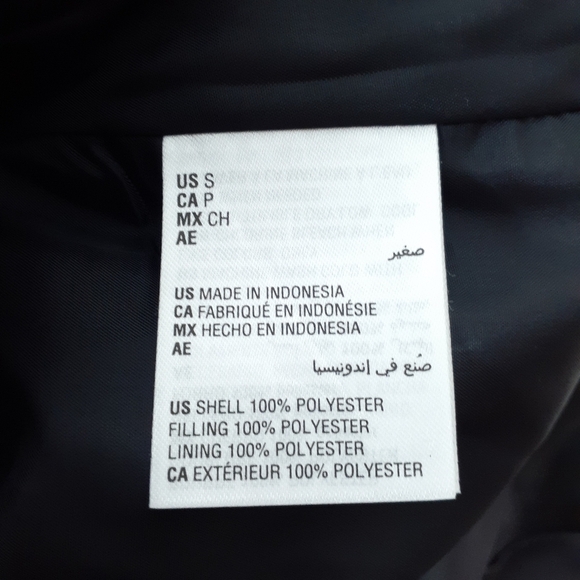 US S
CA P
MX CH
AE
صغير
US MADE IN INDONESIA
CA FABRIQUÉ EN INDONÉSIE
MX HECHO EN INDONESIA
AE
صُنع في إندونيسيا
US SHELL 100% POLYESTER
FILLING 100% POLYESTER
LINING 100% POLYESTER
CA EXTÉRIEUR 100% POLYESTER